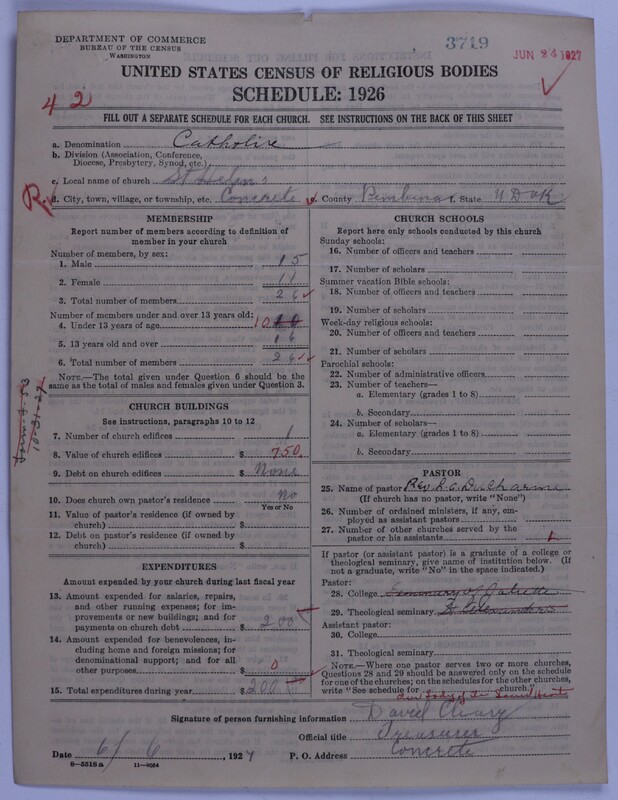 DEPARTMENT OF COMMERCE
BUREAU OF THE CENSUS
WASHINGTON
3719
JUN 24 1927
UNITED STATES CENSUS OF RELIGIOUS BODIES
SCHEDULE: 1926
42
FILL OUT A SEPARATE SCHEDULE FOR EACH CHURCH. SEE INSTRUCTIONS ON THE BACK OF THIS SHEET
a. Denomination Catholic
b. Division (Association, Conference, Diocese, Presbytery, Synod, etc.)
c. Local name of church St Helens
R
d. City, town, village, or township, etc. Concrete e. County Pembina f. State N Dak
MEMBERSHIP
Report number of members according to definition of member in your church
Number of members, by sex:
1. Male 15
2. Female 11
3. Total number of members 26
Number of members under and over 13 years old:
4. Under 13 years of age 10
5. 13 years old and over 16
6. Total number of members 26
NOTE.—The total given under Question 6 should be the same as the total of males and females given under Question 3.
CHURCH BUILDINGS
See instructions, paragraphs 10 to 12
7. Number of church edifices 1
8. Value of church edifices $ 750.
9. Debt on church edifices $ None
10. Does church own pastor's residence No
Yes or No
11. Value of pastor's residence (if owned by church) $
12. Debt on pastor's residence (if owned by church) $
EXPENDITURES
Amount expended by your church during last fiscal year
13. Amount expended for salaries, repairs, and other running expenses; for improvements or new buildings; and for payments on church debt $ 200
14. Amount expended for benevolences, including home and foreign missions; for denominational support; and for all other purposes $ 0
15. Total expenditures during year $ 200
CHURCH SCHOOLS
Report here only schools conducted by this church
Sunday schools:
16. Number of officers and teachers
17. Number of scholars
Summer vacation Bible schools:
18. Number of officers and teachers
19. Number of scholars
Week-day religious schools:
20. Number of officers and teachers
21. Number of scholars
Parochial schools:
22. Number of administrative officers
23. Number of teachers—
a. Elementary (grades 1 to 8)
b. Secondary
24. Number of scholars—
a. Elementary (grades 1 to 8)
b. Secondary
PASTOR
25. Name of pastor Rev
(If church has no pastor, write "None")
26. Number of ordained ministers, if any, employed as assistant pastors
27. Number of other churches served by the pastor or his assistants
If pastor (or assistant pastor) is a graduate of a college or theological seminary, give name of institution below. (If not a graduate, write "No" in the space indicated.)
Pastor:
28. College Seminary of
29. Theological seminary
Assistant pastor:
30. College
31. Theological seminary
NOTE.—Where one pastor serves two or more churches, Questions 28 and 29 should be answered only on the schedule for one of the churches; on the schedules for the other churches, write "See schedule for church."
Our Lady of the Sacred Heart
Signature of person furnishing information David Cleary
Official title Treasurer
Date 6/6, 1927 P. O. Address Concrete
8—5518a 11—9054